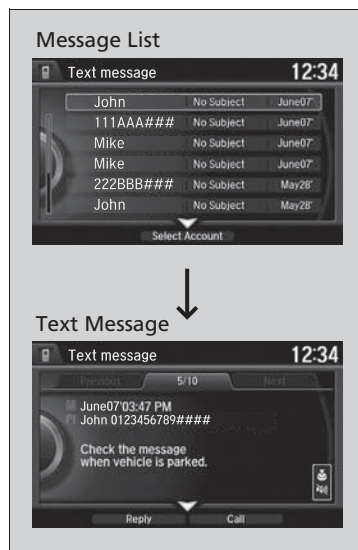 Message List
Text message 12:34
John No Subject June07'
111AAA### No Subject June07'
Mike No Subject June07'
Mike No Subject June07'
222BBB### No Subject May28'
John No Subject May28'
Select Account
Text Message
Text message 12:34
Previous 5/10 Next
June07'03:47 PM
John 0123456789####
Check the message
when vehicle is parked.
Reply Call